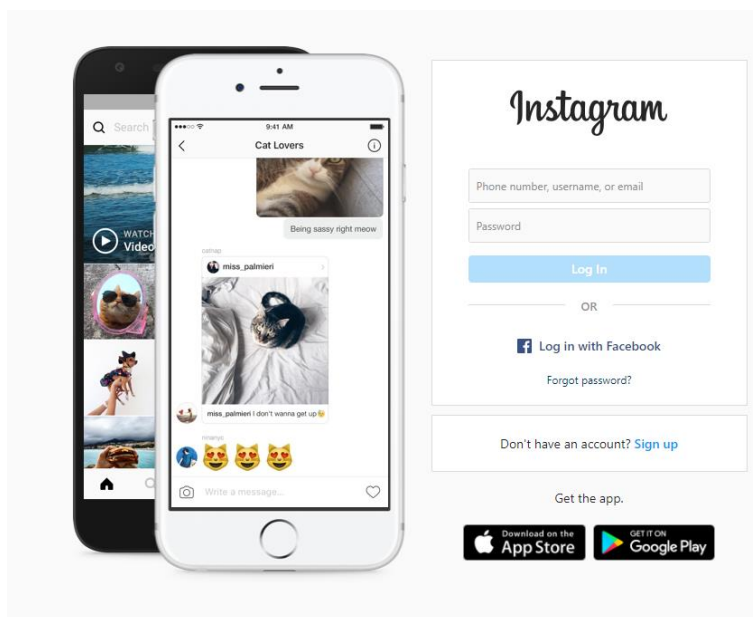 Search
WATCH
Video
9:41 AM
Cat Lovers
Being sassy right meow
catnap
miss_palmieri
miss_palmieri I don't wanna get up😏
Write a message...
Instagram
Phone number, username, or email
Password
Log In
OR
Log in with Facebook
Forgot password?
Don't have an account? Sign up
Get the app.
Download on the
App Store
GET IT ON
Google Play